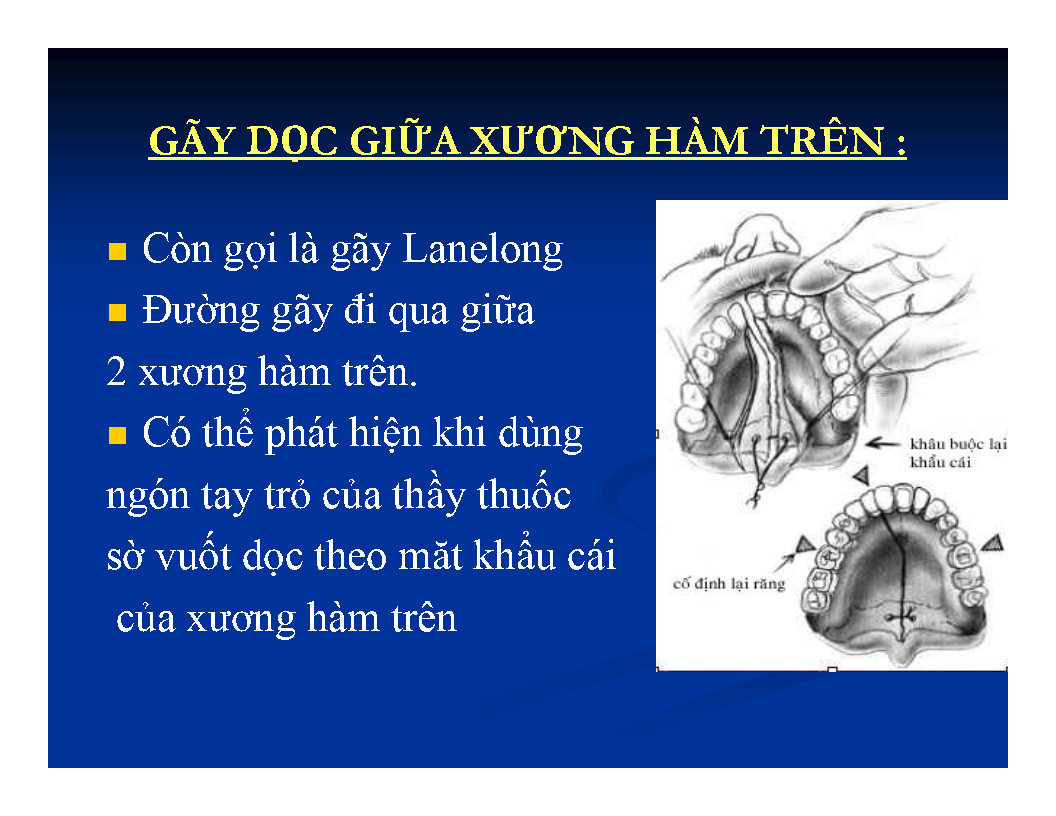 GÃY DỌC GIỮA XƯƠNG HÀM TRÊN :
Còn gọi là gãy Lanelong
Đường gãy đi qua giữa
2 xương hàm trên.
Có thể phát hiện khi dùng
ngón tay trỏ của thầy thuốc
sờ vuốt dọc theo măt khẩu cái
của xương hàm trên
khâu buộc lại
khẩu cái
cố định lại răng